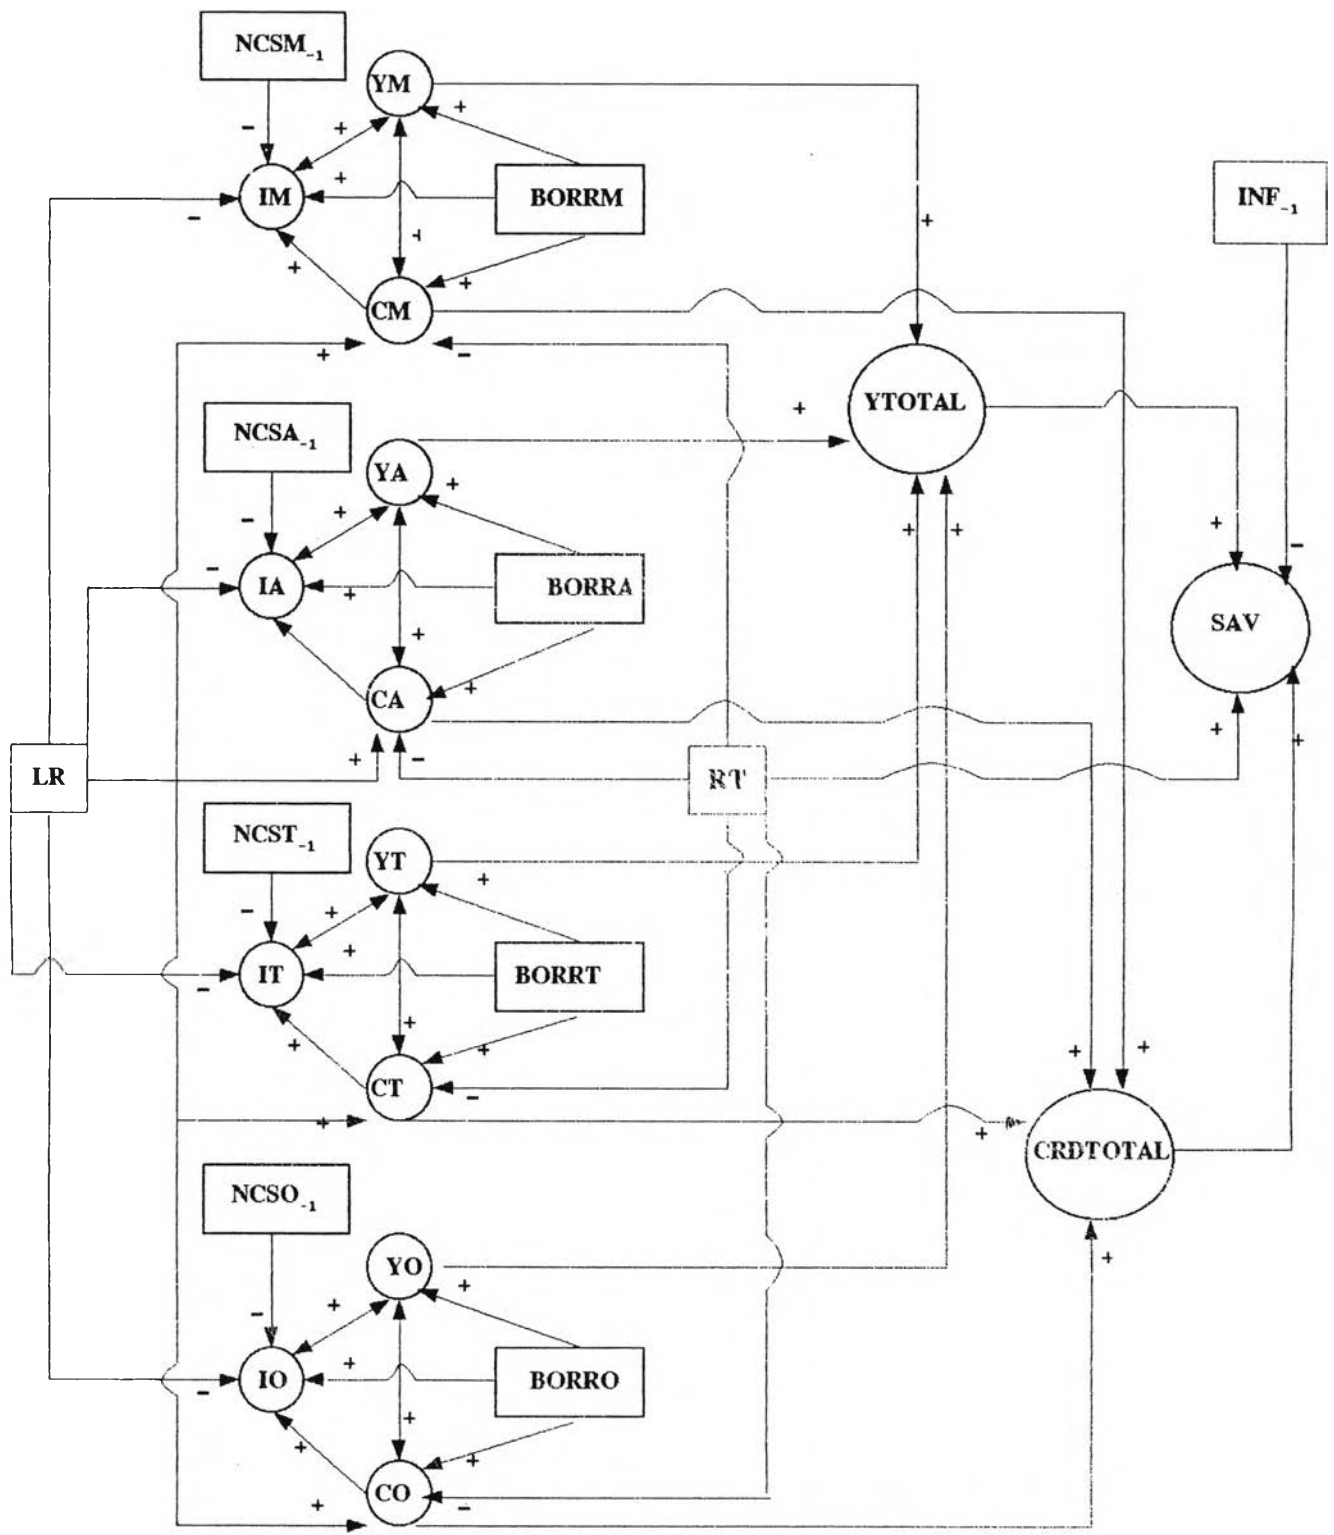 NCSM₋₁
YM
+
-
+
+
IM
BORRM
INF₋₁
-
+
+
+
+
CM
+
-
NCSA₋₁
YTOTAL
+
YA
+
-
+
+
+
+
-
-
IA
+
BORRA
SAV
+
CA
+
+
-
+
+
LR
RT
NCST₋₁
YT
+
-
+
+
IT
BORRT
-
+
+
+
+
+
CT
-
+
+
CRDTOTAL
NCSO₋₁
YO
+
+
-
+
+
IO
BORRO
-
+
+
+
CO
+
-